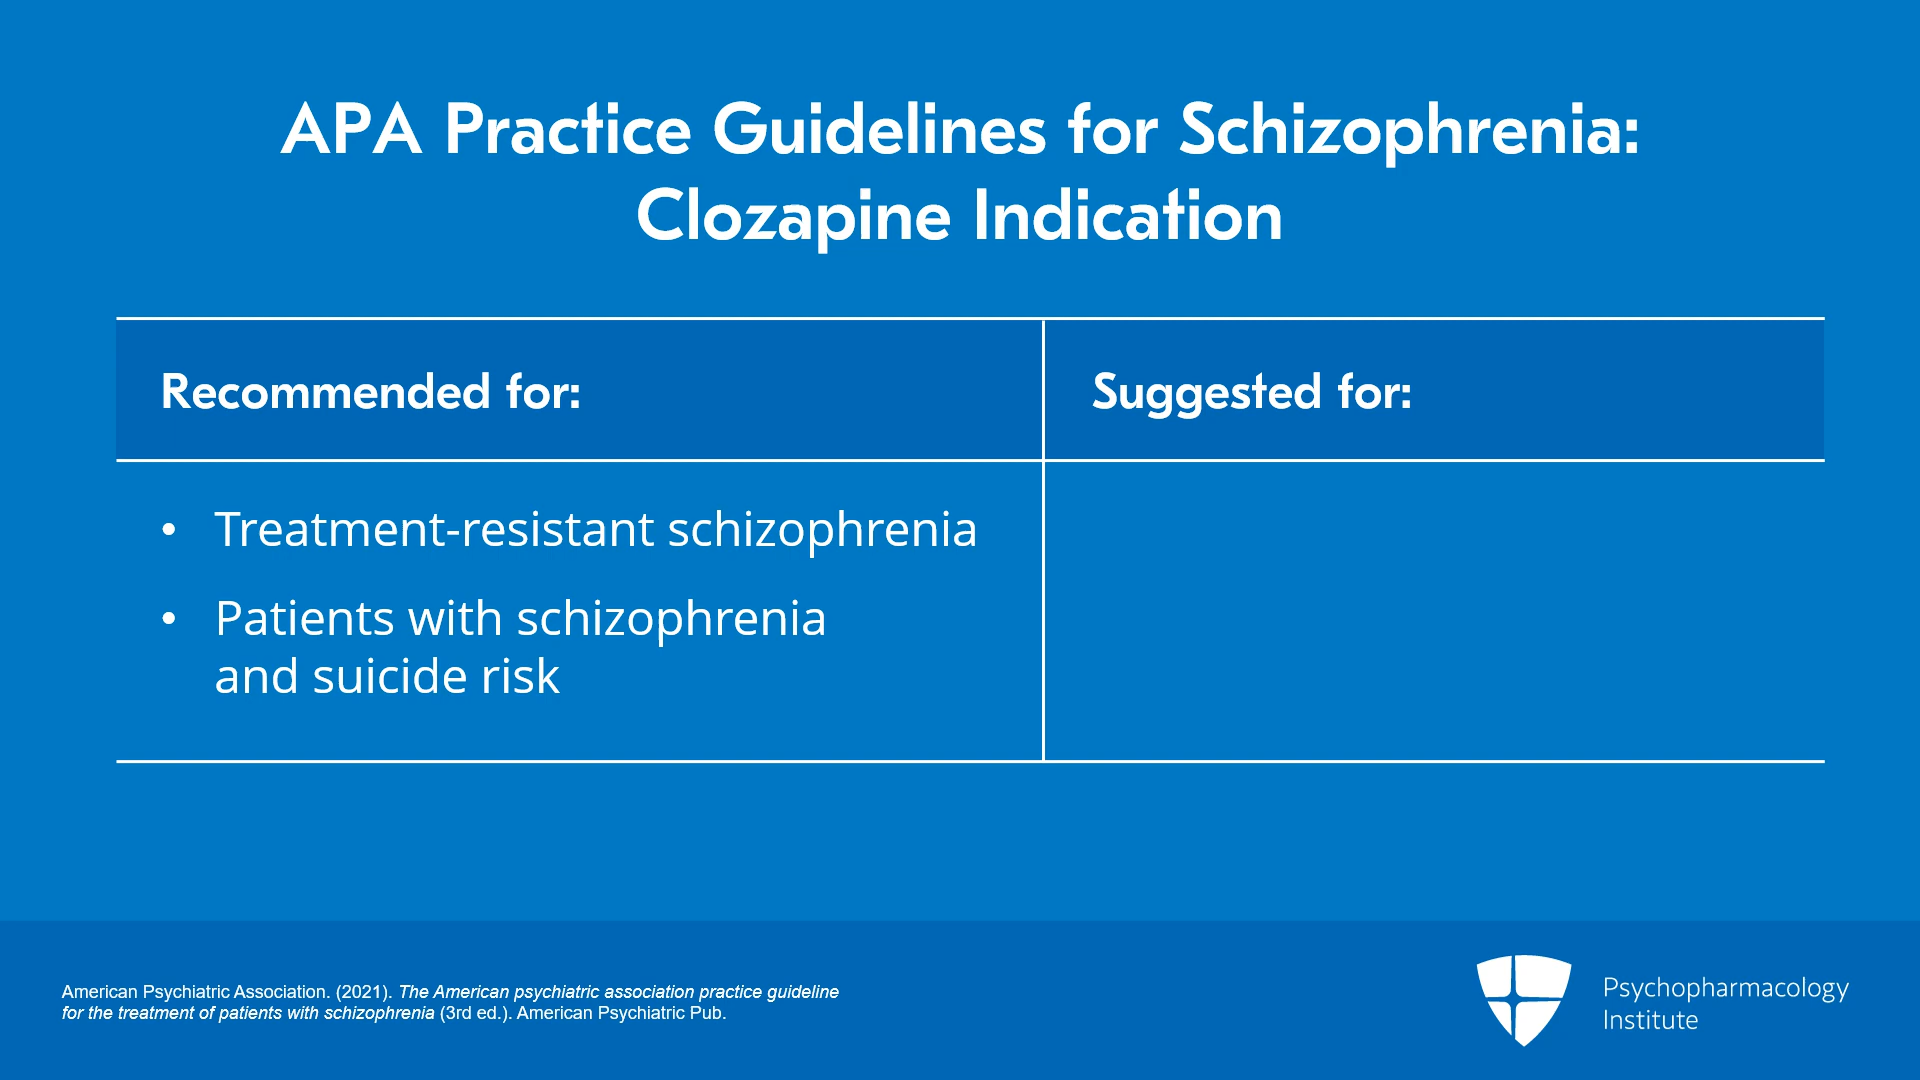 APA Practice Guidelines for Schizophrenia:
Clozapine Indication
Recommended for:
Suggested for:
• Treatment-resistant schizophrenia
• Patients with schizophrenia
and suicide risk
American Psychiatric Association. (2021). The American psychiatric association practice guideline
for the treatment of patients with schizophrenia (3rd ed.). American Psychiatric Pub.
Psychopharmacology
Institute